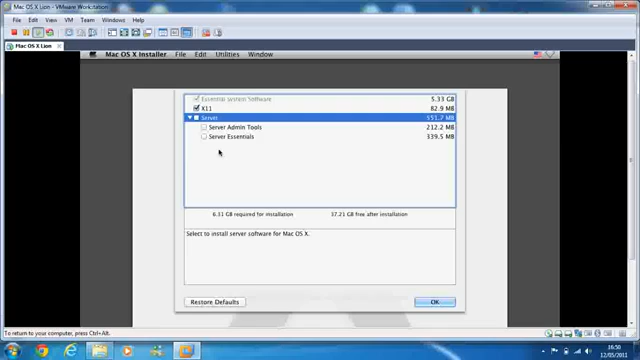 Mac OS X Lion - VMware Workstation
File Edit View VM Team Windows Help
Mac OS X Lion
Mac OS X Installer File Edit Utilities Window
Essential System Software 5.33 GB
X11 82.9 MB
Server 551.7 MB
Server Admin Tools 212.2 MB
Server Essentials 339.5 MB
6.31 GB required for installation 37.21 GB free after installation
Select to install server software for Mac OS X.
Restore Defaults OK
To return to your computer, press Ctrl+Alt.
16:50
12/05/2011